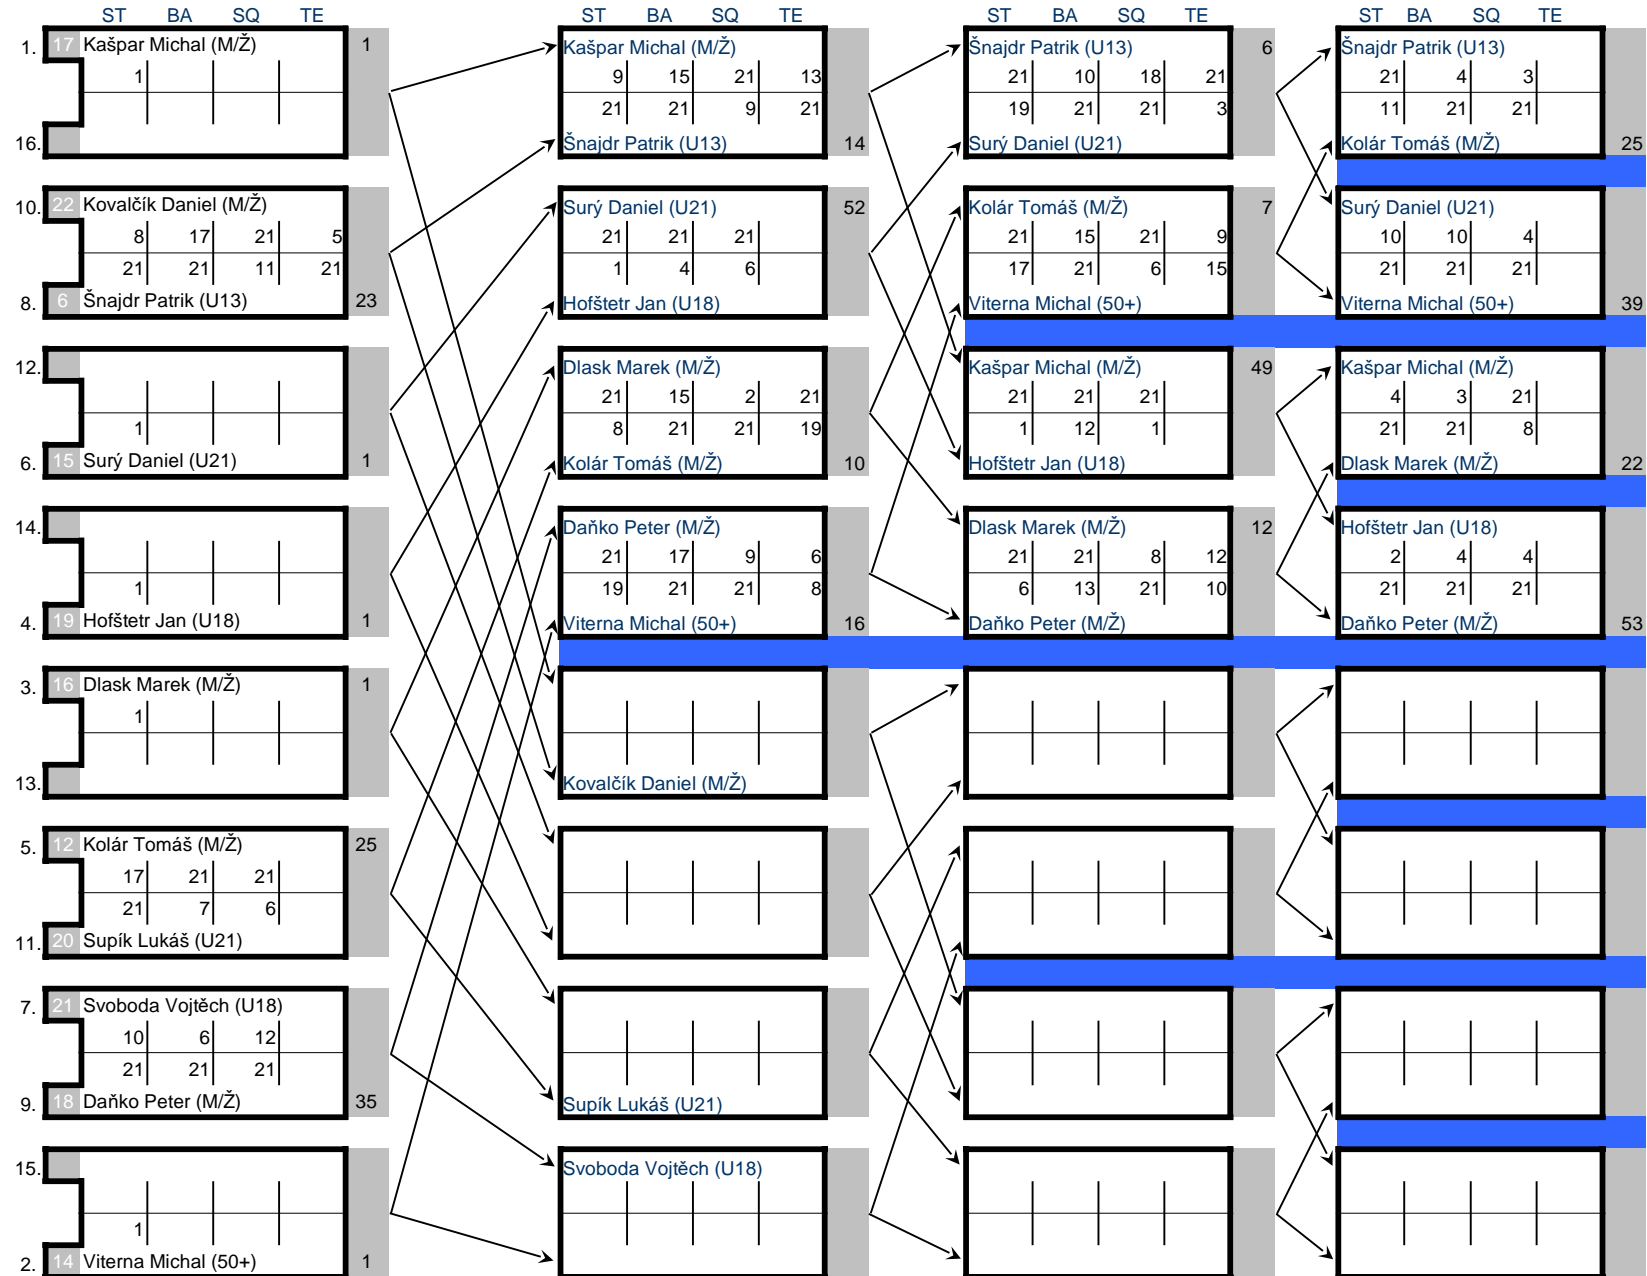 ST BA SQ TE ST BA SQ TE ST BA SQ TE ST BA SQ TE
1. 17 Kašpar Michal (M/Ž) 1
1
16.
10. 22 Kovalčík Daniel (M/Ž)
8 17 21 5
21 21 11 21
8. 6 Šnajdr Patrik (U13) 23
12.
1
6. 15 Surý Daniel (U21) 1
14.
1
4. 19 Hofštetr Jan (U18) 1
3. 16 Dlask Marek (M/Ž) 1
1
13.
5. 12 Kolár Tomáš (M/Ž) 25
17 21 21
21 7 6
11. 20 Supík Lukáš (U21)
7. 21 Svoboda Vojtěch (U18)
10 6 12
21 21 21
9. 18 Daňko Peter (M/Ž) 35
15.
1
2. 14 Viterna Michal (50+) 1
Kašpar Michal (M/Ž)
9 15 21 13
21 21 9 21
Šnajdr Patrik (U13) 14
Surý Daniel (U21) 52
21 21 21
1 4 6
Hofštetr Jan (U18)
Dlask Marek (M/Ž)
21 15 2 21
8 21 21 19
Kolár Tomáš (M/Ž) 10
Daňko Peter (M/Ž)
21 17 9 6
19 21 21 8
Viterna Michal (50+) 16
Kovalčík Daniel (M/Ž)
Supík Lukáš (U21)
Svoboda Vojtěch (U18)
Šnajdr Patrik (U13) 6
21 10 18 21
19 21 21 3
Surý Daniel (U21)
Kolár Tomáš (M/Ž) 7
21 15 21 9
17 21 6 15
Viterna Michal (50+)
Kašpar Michal (M/Ž) 49
21 21 21
1 12 1
Hofštetr Jan (U18)
Dlask Marek (M/Ž) 12
21 21 8 12
6 13 21 10
Daňko Peter (M/Ž)
Šnajdr Patrik (U13)
21 4 3
11 21 21
Kolár Tomáš (M/Ž) 25
Surý Daniel (U21)
10 10 4
21 21 21
Viterna Michal (50+) 39
Kašpar Michal (M/Ž)
4 3 21
21 21 8
Dlask Marek (M/Ž) 22
Hofštetr Jan (U18)
2 4 4
21 21 21
Daňko Peter (M/Ž) 53